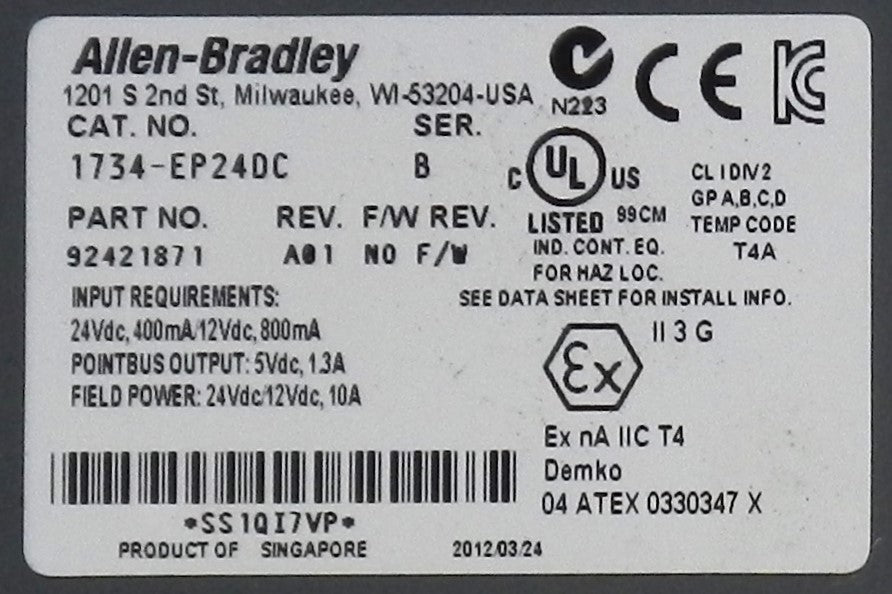 Allen-Bradley
1201 S 2nd St, Milwaukee, WI-53204-USA
N223
CAT. NO. SER.
1734-EP24DC B
C UL US
LISTED 99CM
IND. CONT. EQ.
FOR HAZ LOC.
CL I DIV 2
GP A,B,C,D
TEMP CODE
T4A
PART NO. REV. F/W REV.
92421871 A01 NO F/W
SEE DATA SHEET FOR INSTALL INFO.
INPUT REQUIREMENTS:
24Vdc, 400mA/12Vdc, 800mA
POINTBUS OUTPUT: 5Vdc, 1.3A
FIELD POWER: 24Vdc/12Vdc, 10A
Ex II 3 G
Ex nA IIC T4
Demko
04 ATEX 0330347 X
*SS1QI7VP*
PRODUCT OF SINGAPORE 2012/03/24